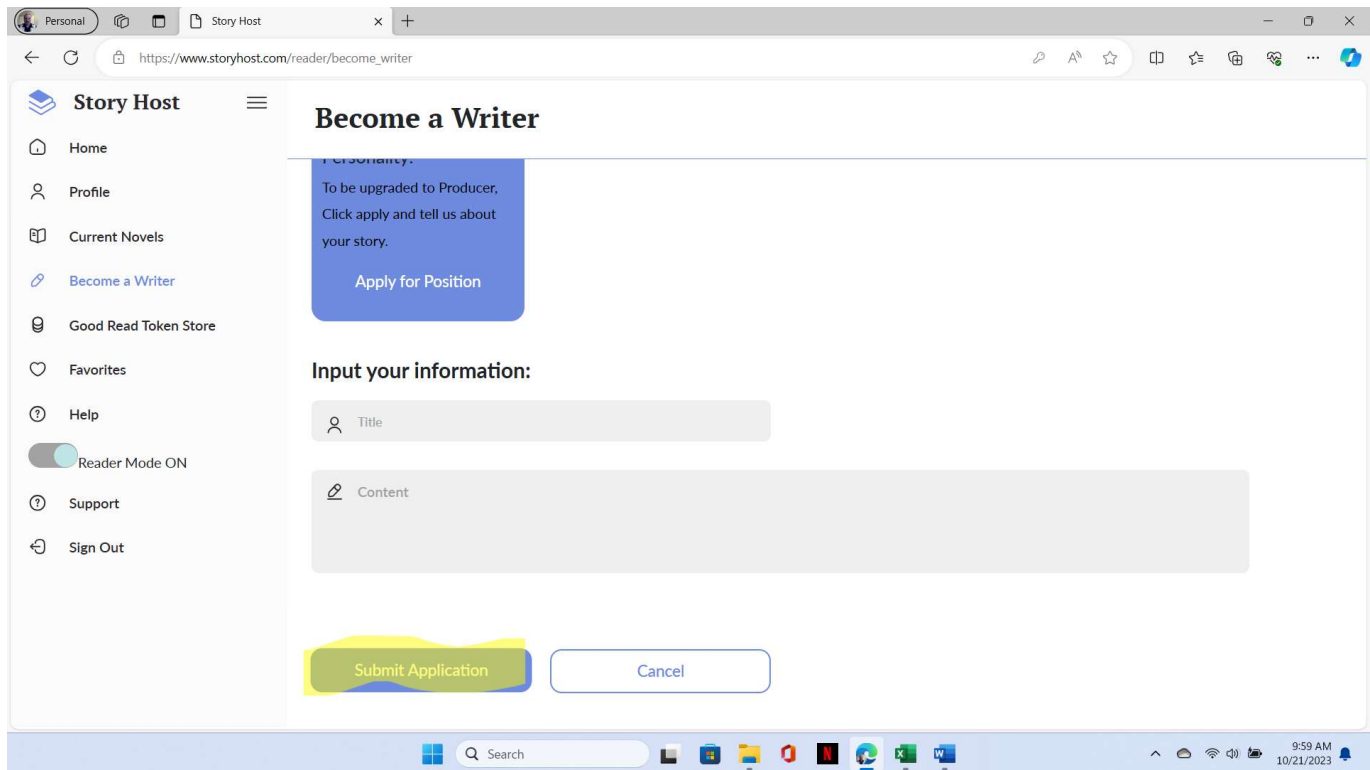 Personal
Story Host
https://www.storyhost.com/reader/become_writer
Story Host
Home
Profile
Current Novels
Become a Writer
Good Read Token Store
Favorites
Help
Reader Mode ON
Support
Sign Out
Become a Writer
Personality:
To be upgraded to Producer,
Click apply and tell us about
your story.
Apply for Position
Input your information:
Title
Content
Submit Application
Cancel
Search
9:59 AM
10/21/2023